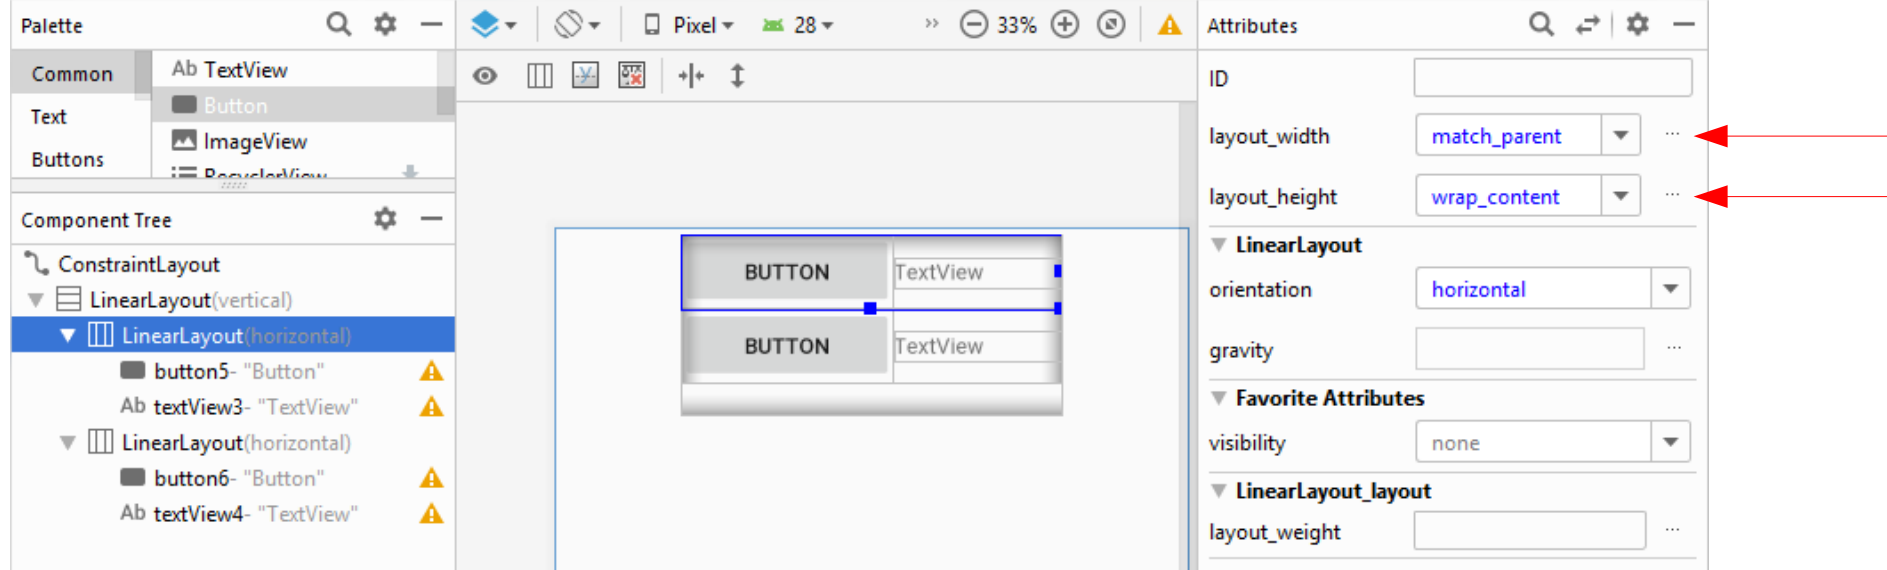 Palette
Common
Text
Buttons
Ab TextView
Button
ImageView
RecyclerView
Component Tree
ConstraintLayout
LinearLayout(vertical)
LinearLayout(horizontal)
button5- "Button"
Ab textView3- "TextView"
LinearLayout(horizontal)
button6- "Button"
Ab textView4- "TextView"
Pixel 28 » 33%
BUTTON TextView
BUTTON TextView
Attributes
ID
layout_width match_parent ...
layout_height wrap_content ...
LinearLayout
orientation horizontal
gravity ...
Favorite Attributes
visibility none
LinearLayout_layout
layout_weight ...